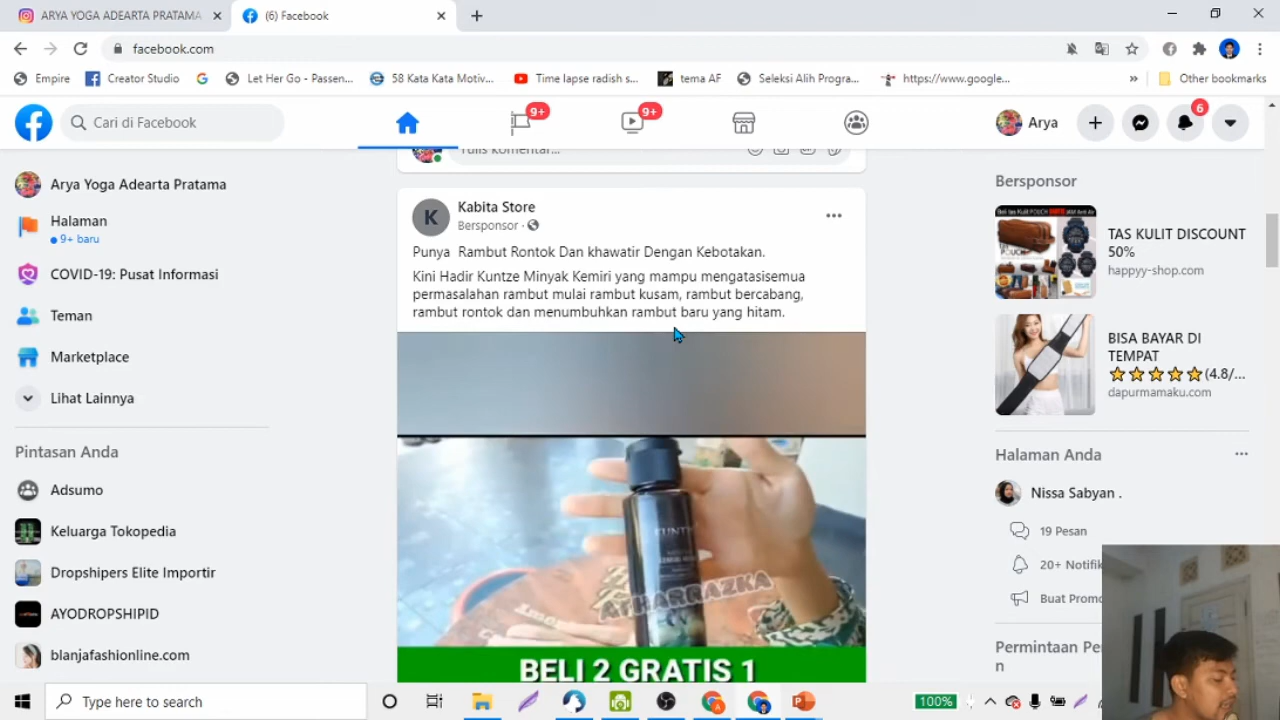 ARYA YOGA ADEARTA PRATAMA
(6) Facebook
facebook.com
Empire
Creator Studio
Let Her Go - Passen...
58 Kata Kata Motiv...
Time lapse radish s...
tema AF
Seleksi Alih Progra...
https://www.google...
»
Other bookmarks
Cari di Facebook
9+
9+
Arya
6
Tulis komentar...
Arya Yoga Adearta Pratama
Halaman
9+ baru
COVID-19: Pusat Informasi
Teman
Marketplace
Lihat Lainnya
Pintasan Anda
Adsumo
Keluarga Tokopedia
Dropshipers Elite Importir
AYODROPSHIPID
blanjafashionline.com
K
Kabita Store
Bersponsor ·
Punya Rambut Rontok Dan khawatir Dengan Kebotakan.
Kini Hadir Kuntze Minyak Kemiri yang mampu mengatasisemua
permasalahan rambut mulai rambut kusam, rambut bercabang,
rambut rontok dan menumbuhkan rambut baru yang hitam.
ATHARRAZKA
BELI 2 GRATIS 1
Bersponsor
TAS KULIT DISCOUNT
50%
happyy-shop.com
BISA BAYAR DI
TEMPAT
(4.8/...
dapurmamaku.com
Halaman Anda
Nissa Sabyan .
19 Pesan
20+ Notifik
Buat Promo
Permintaan Pe
n
Type here to search
100%